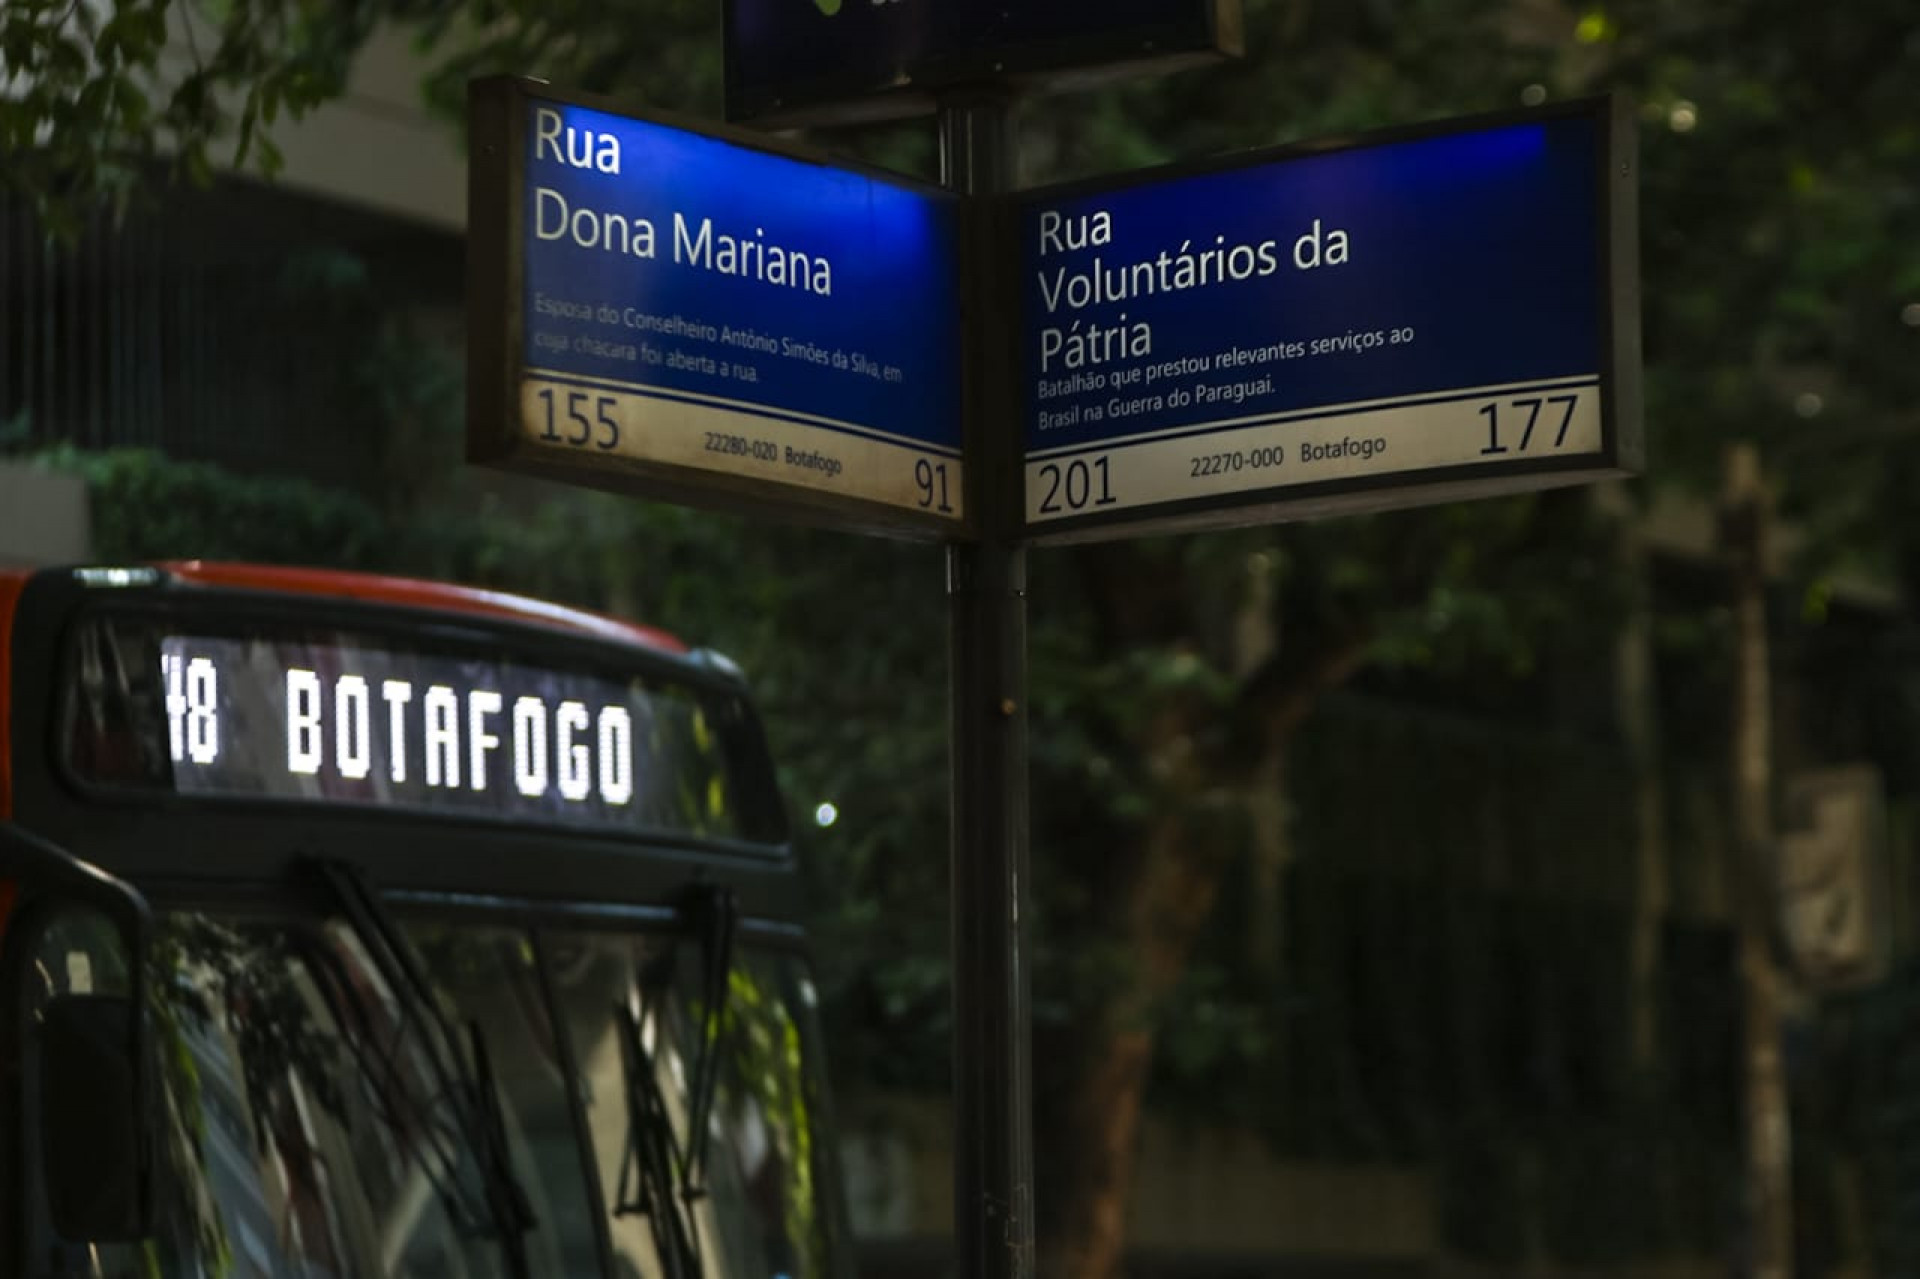 Rua
Dona Mariana
Esposa do Conselheiro Antônio Simões da Silva, em
cuja chácara foi aberta a rua.
155 22280-020 Botafogo 91
Rua
Voluntários da
Pátria
Batalhão que prestou relevantes serviços ao
Brasil na Guerra do Paraguai.
201 22270-000 Botafogo 177
8 BOTAFOGO